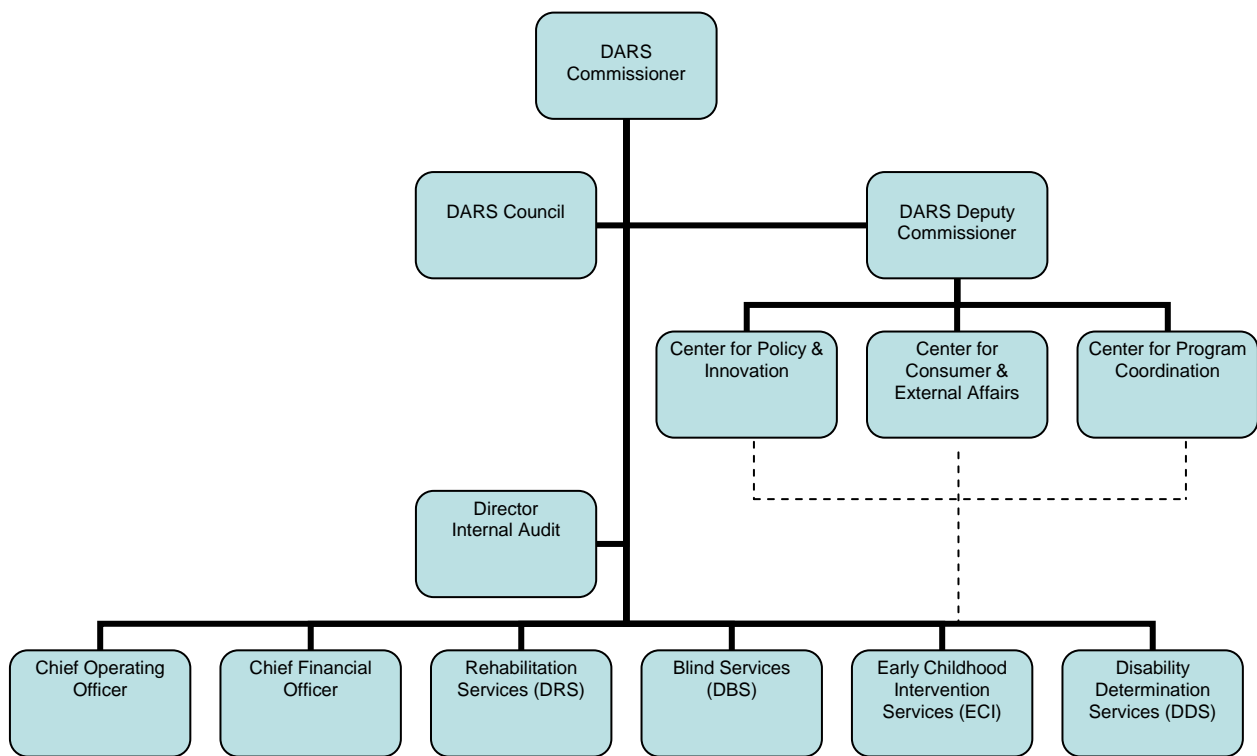 DARS
Commissioner
DARS Council
DARS Deputy
Commissioner
Center for Policy &
Innovation
Center for
Consumer &
External Affairs
Center for Program
Coordination
Director
Internal Audit
Chief Operating
Officer
Chief Financial
Officer
Rehabilitation
Services (DRS)
Blind Services
(DBS)
Early Childhood
Intervention
Services (ECI)
Disability
Determination
Services (DDS)